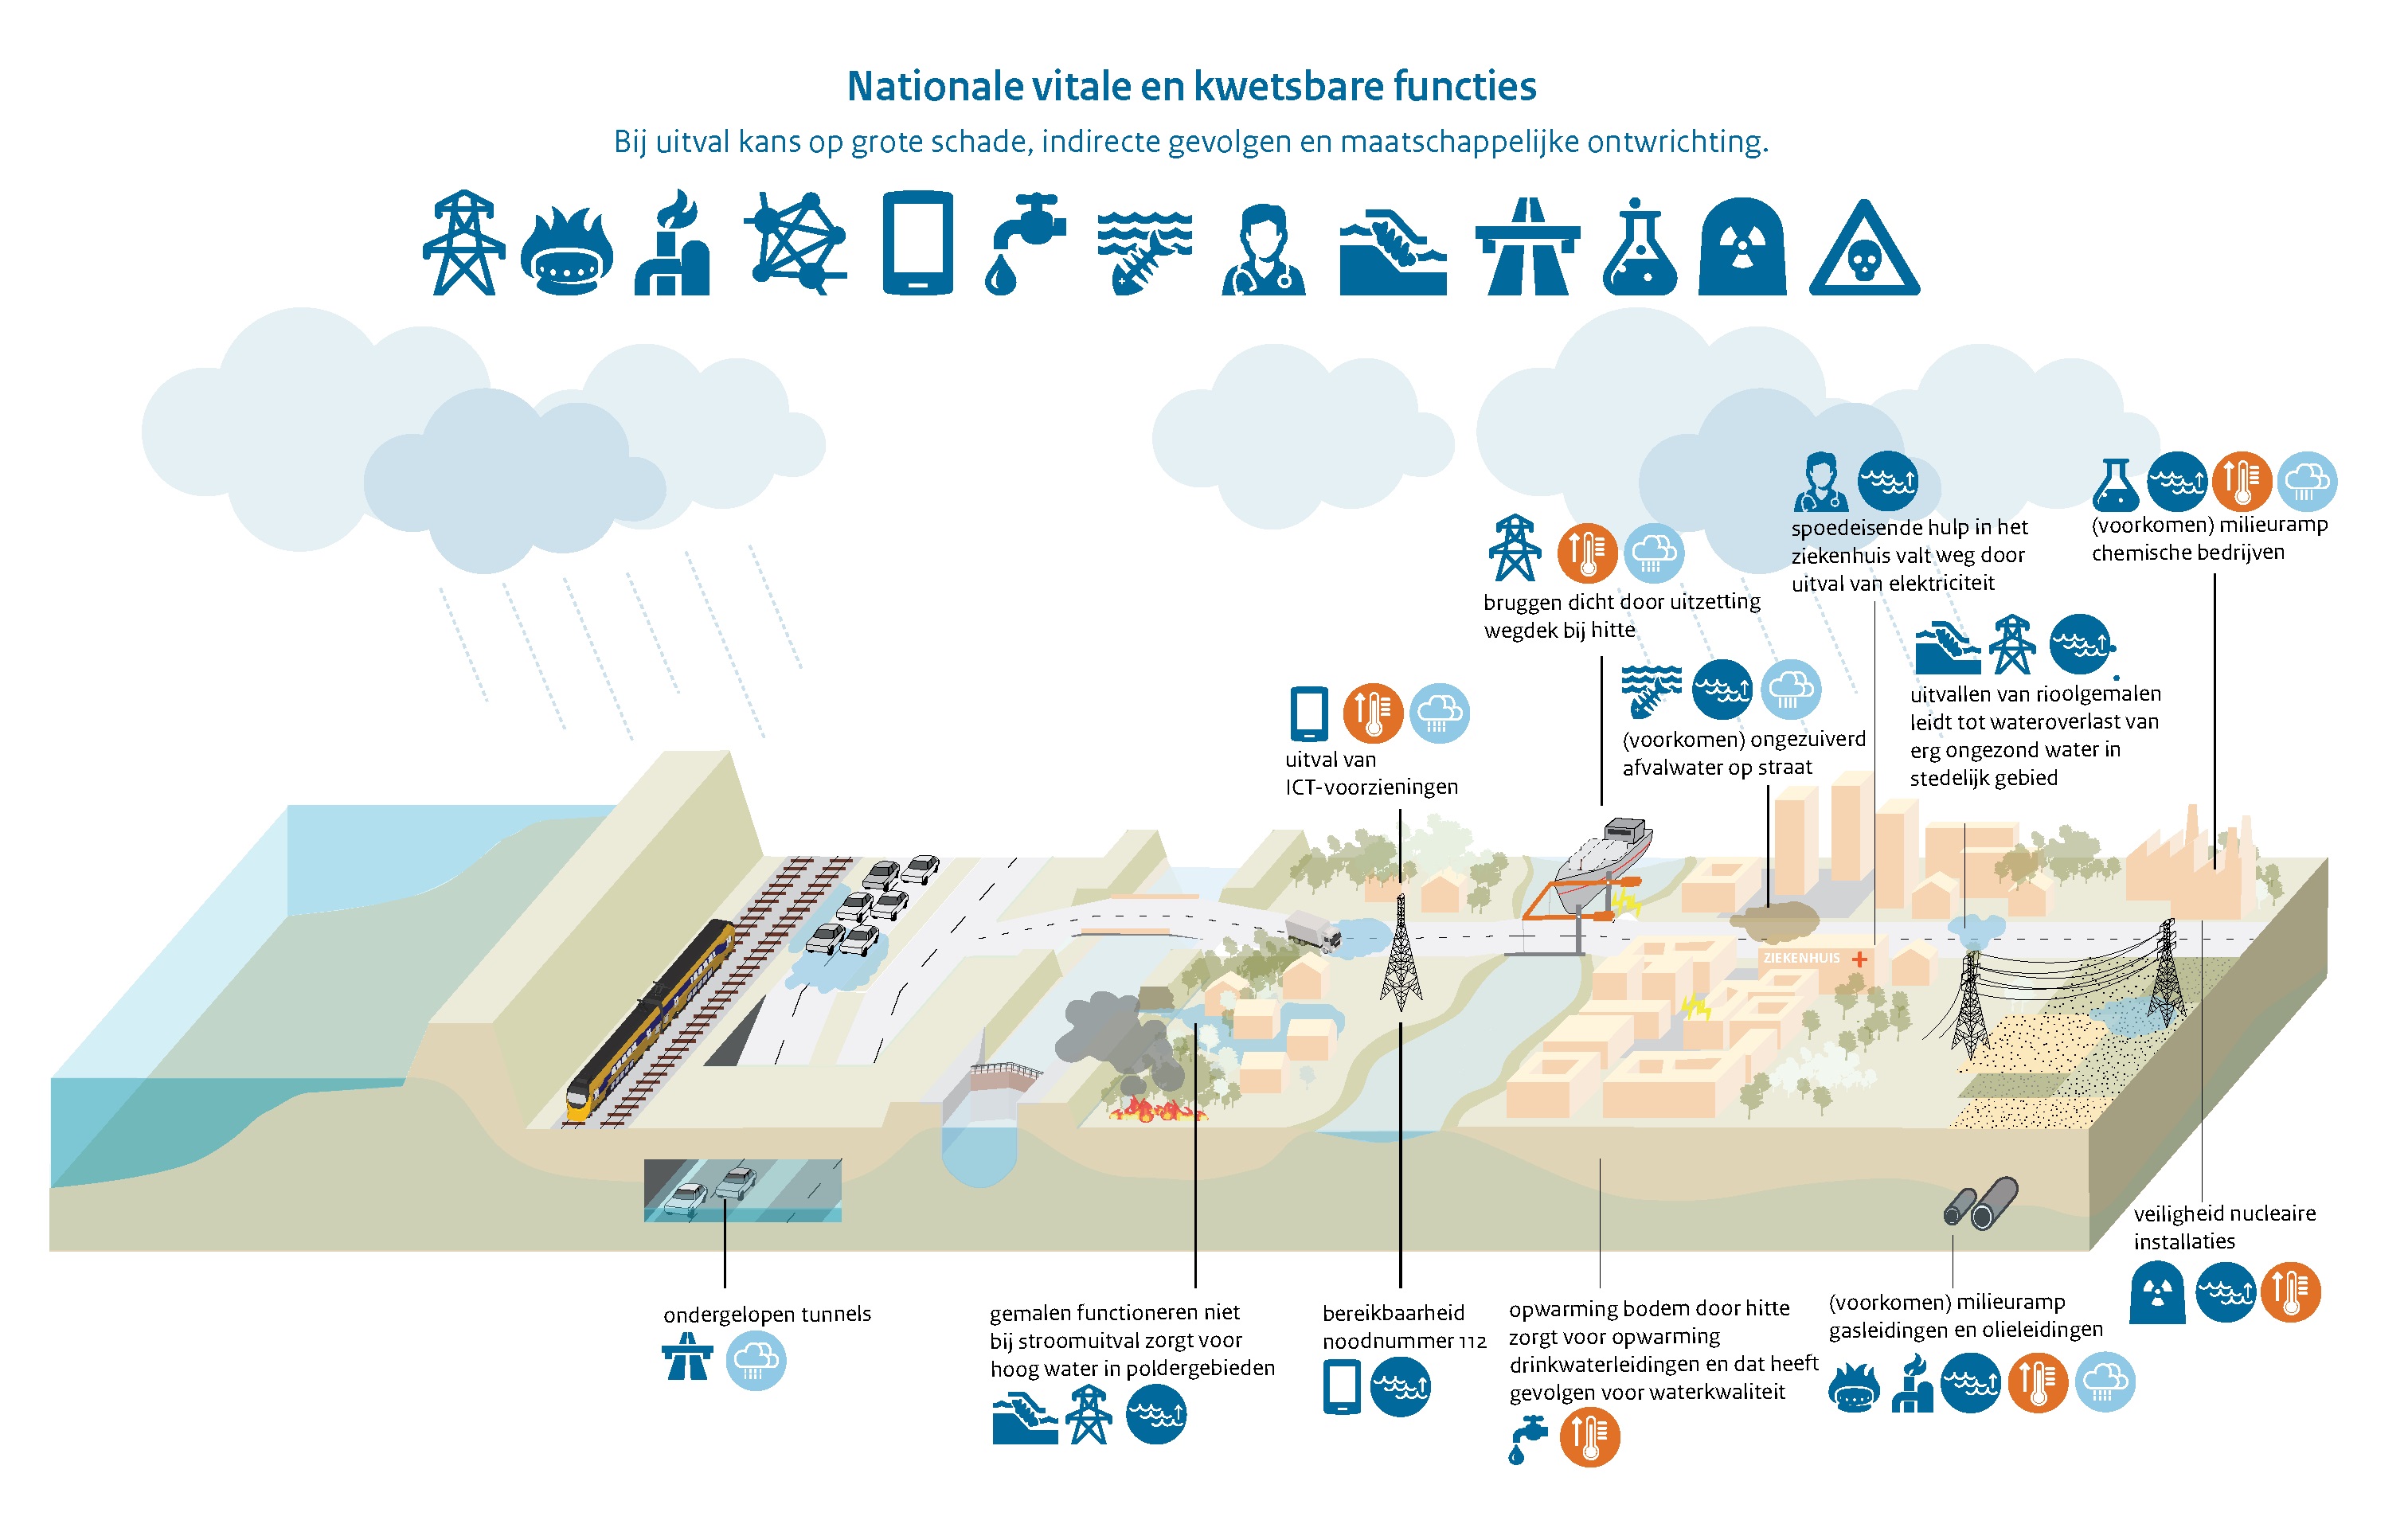 Nationale vitale en kwetsbare functies
Bij uitval kans op grote schade, indirecte gevolgen en maatschappelijke ontwrichting.
spoedeisende hulp in het
ziekenhuis valt weg door
uitval van elektriciteit
(voorkomen) milieuramp
chemische bedrijven
bruggen dicht door uitzetting
wegdek bij hitte
uitvallen van rioolgemalen
leidt tot wateroverlast van
erg ongezond water in
stedelijk gebied
(voorkomen) ongezuiverd
afvalwater op straat
uitval van
ICT-voorzieningen
ZIEKENHUIS
ondergelopen tunnels
gemalen functioneren niet
bij stroomuitval zorgt voor
hoog water in poldergebieden
bereikbaarheid
noodnummer 112
opwarming bodem door hitte
zorgt voor opwarming
drinkwaterleidingen en dat heeft
gevolgen voor waterkwaliteit
(voorkomen) milieuramp
gasleidingen en olieleidingen
veiligheid nucleaire
installaties